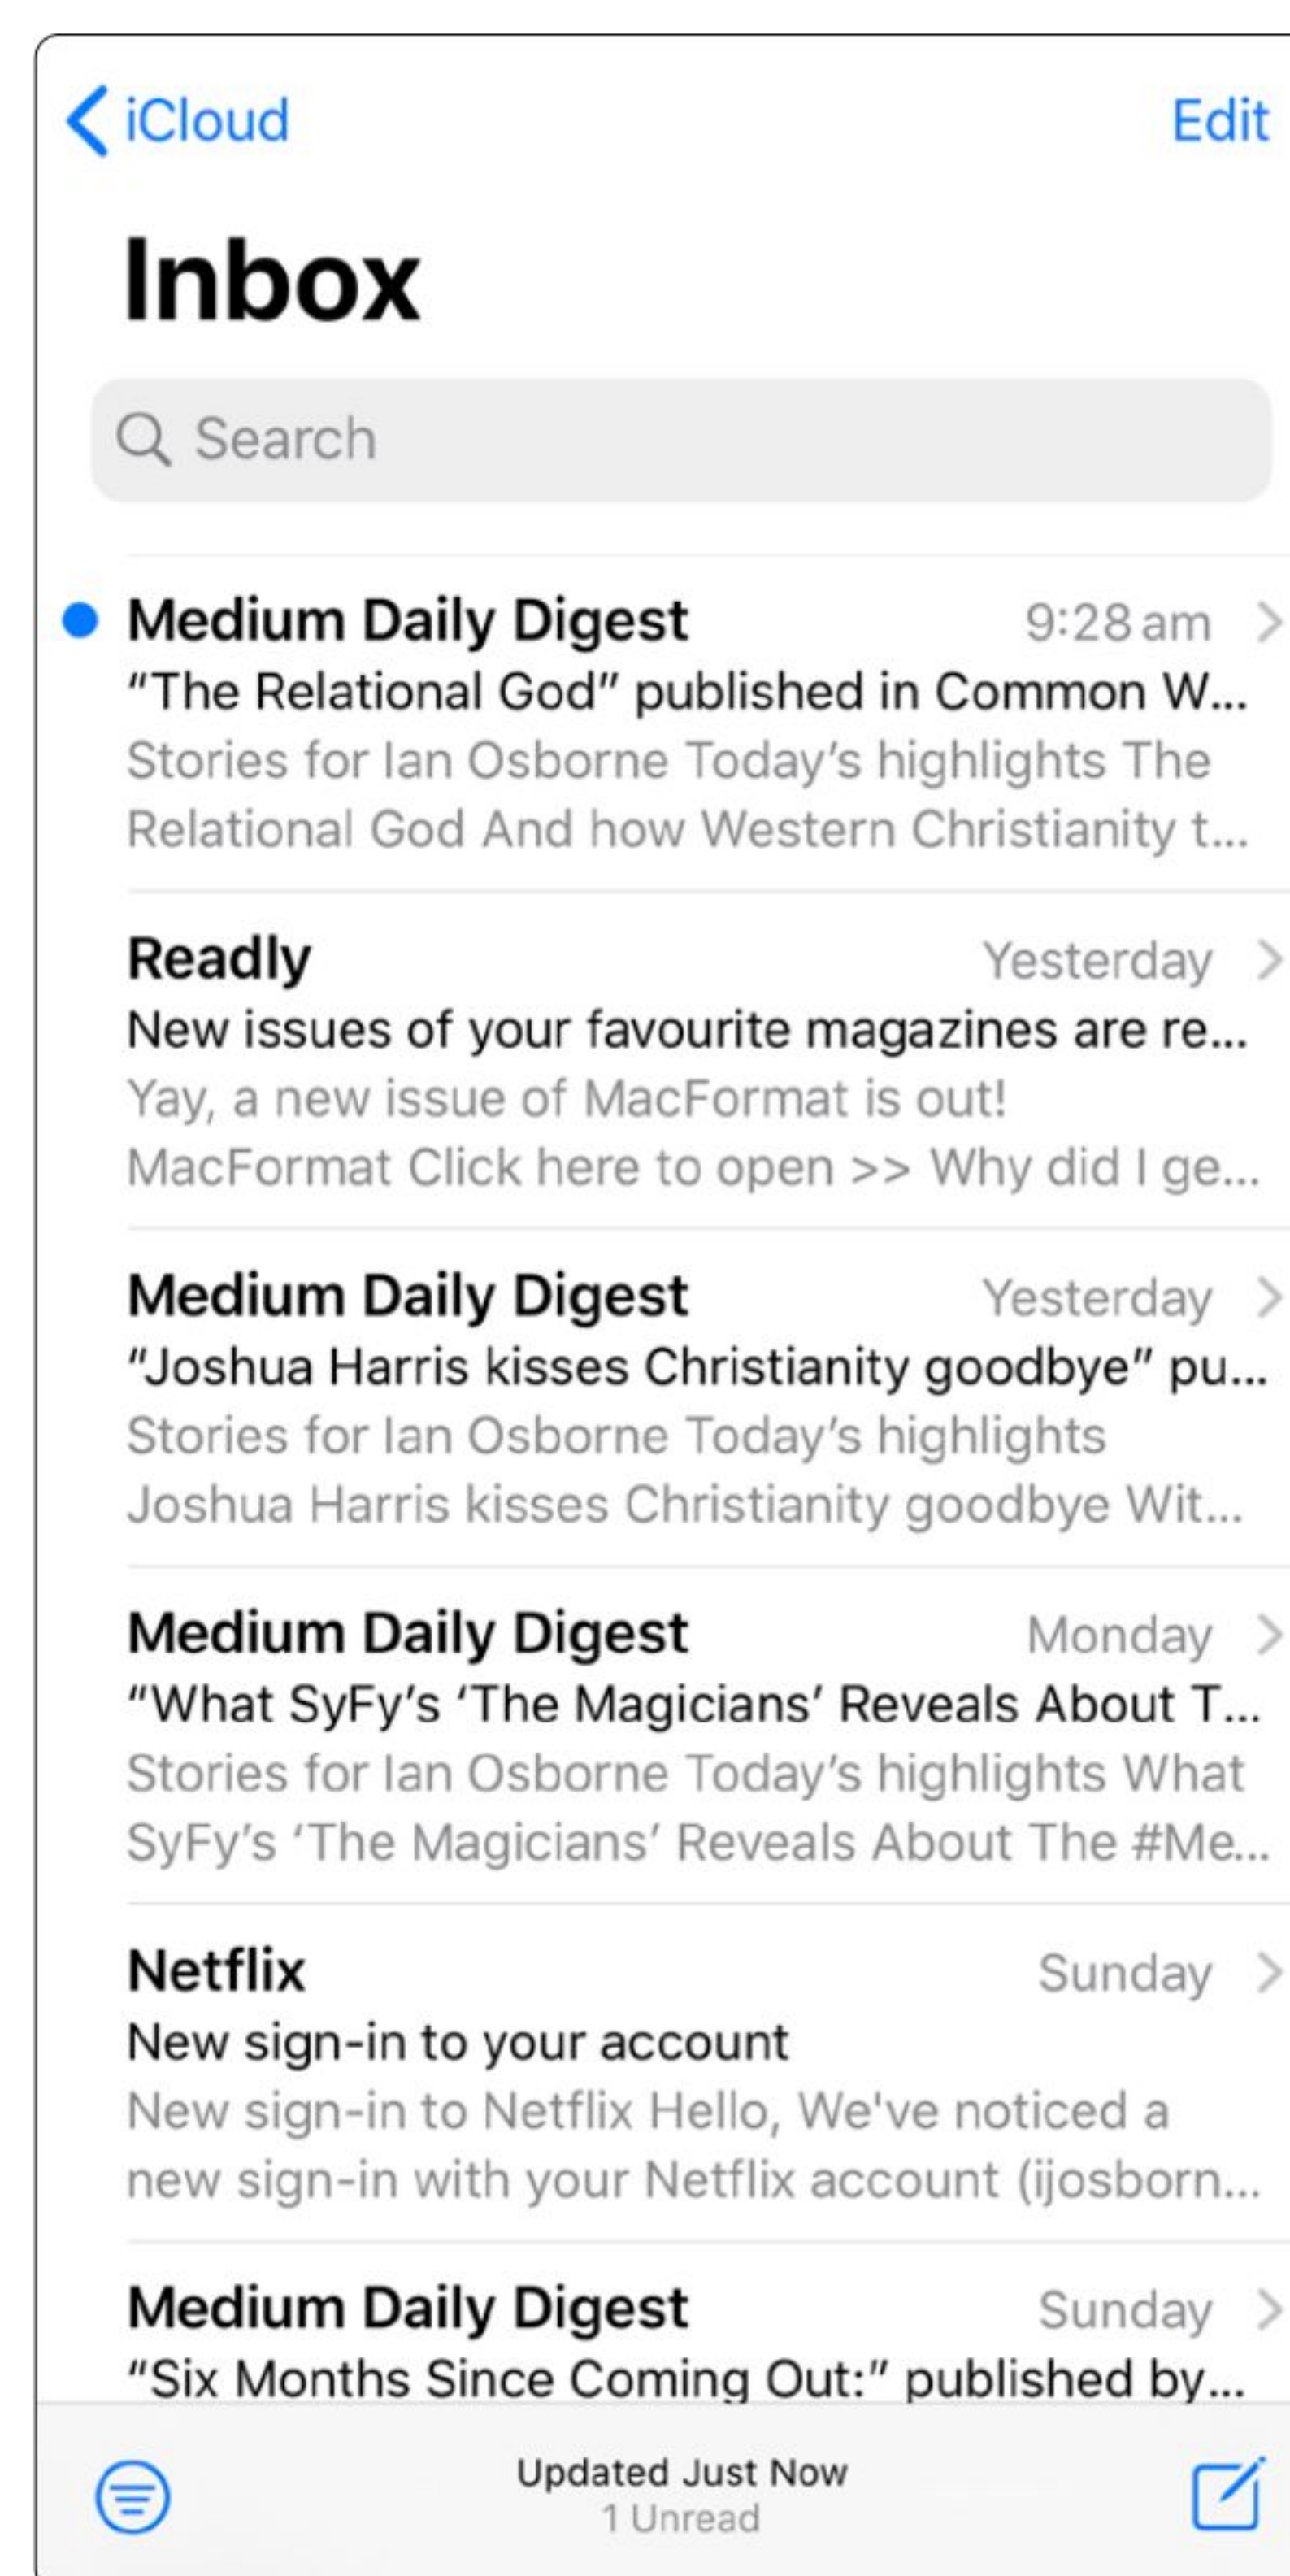 iCloud
Edit
Inbox
Search
Medium Daily Digest 9:28 am
“The Relational God” published in Common W...
Stories for Ian Osborne Today’s highlights The
Relational God And how Western Christianity t...
Readly Yesterday
New issues of your favourite magazines are re...
Yay, a new issue of MacFormat is out!
MacFormat Click here to open >> Why did I ge...
Medium Daily Digest Yesterday
“Joshua Harris kisses Christianity goodbye” pu...
Stories for Ian Osborne Today’s highlights
Joshua Harris kisses Christianity goodbye Wit...
Medium Daily Digest Monday
“What SyFy’s ‘The Magicians’ Reveals About T...
Stories for Ian Osborne Today’s highlights What
SyFy’s ‘The Magicians’ Reveals About The #Me...
Netflix Sunday
New sign-in to your account
New sign-in to Netflix Hello, We've noticed a
new sign-in with your Netflix account (ijosborn...
Medium Daily Digest Sunday
“Six Months Since Coming Out:” published by...
Updated Just Now
1 Unread